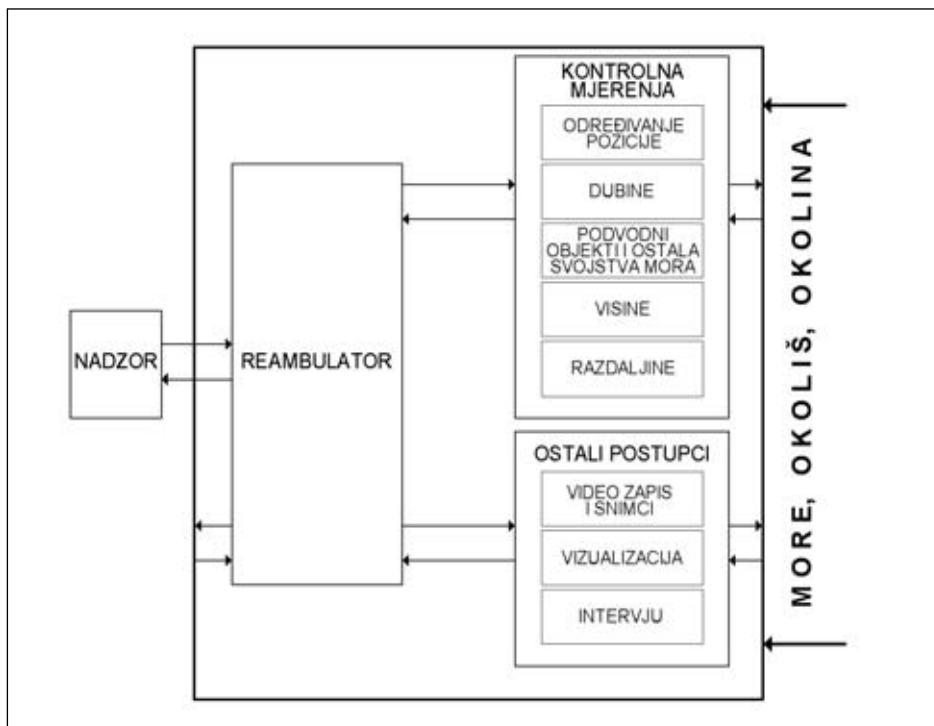 NADZOR
REAMBULATOR
KONTROLNA
MJERENJA
ODREĐIVANJE
POZICIJE
DUBINE
PODVODNI
OBJEKTI I OSTALA
SVOJSTVA MORA
VISINE
RAZDALJINE
OSTALI POSTUPCI
VIDEO ZAPIS
I SNIMCI
VIZUALIZACIJA
INTERVJU
MORE, OKOLIŠ, OKOLINA